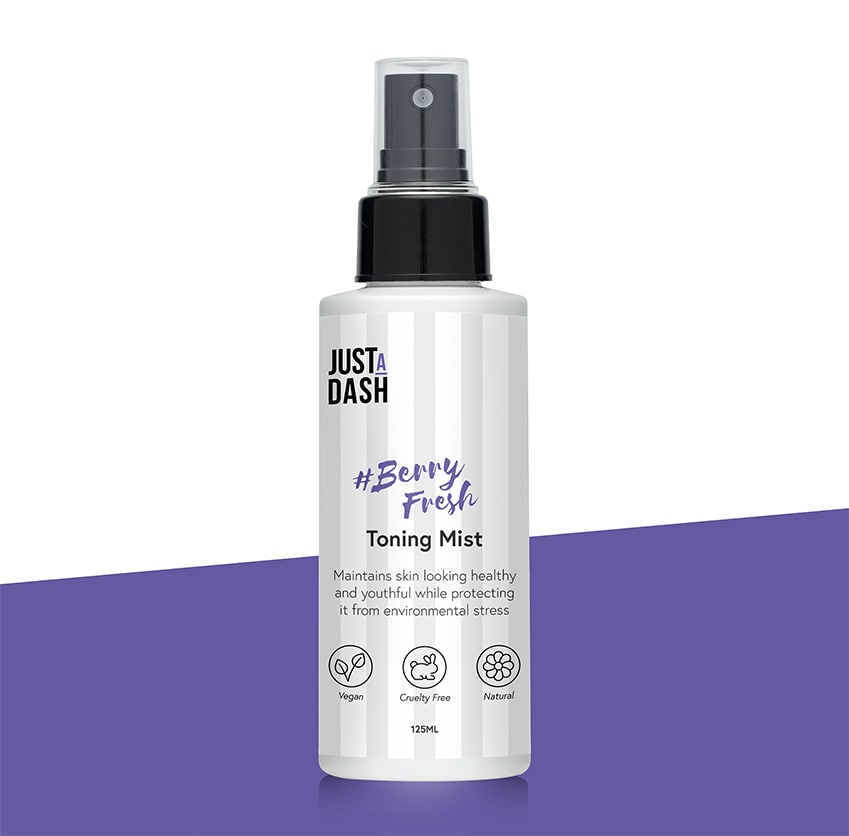 JUST A
DASH
#Berry
Fresh
Toning Mist
Maintains skin looking healthy
and youthful while protecting
it from environmental stress
Vegan Cruelty Free Natural
125ML